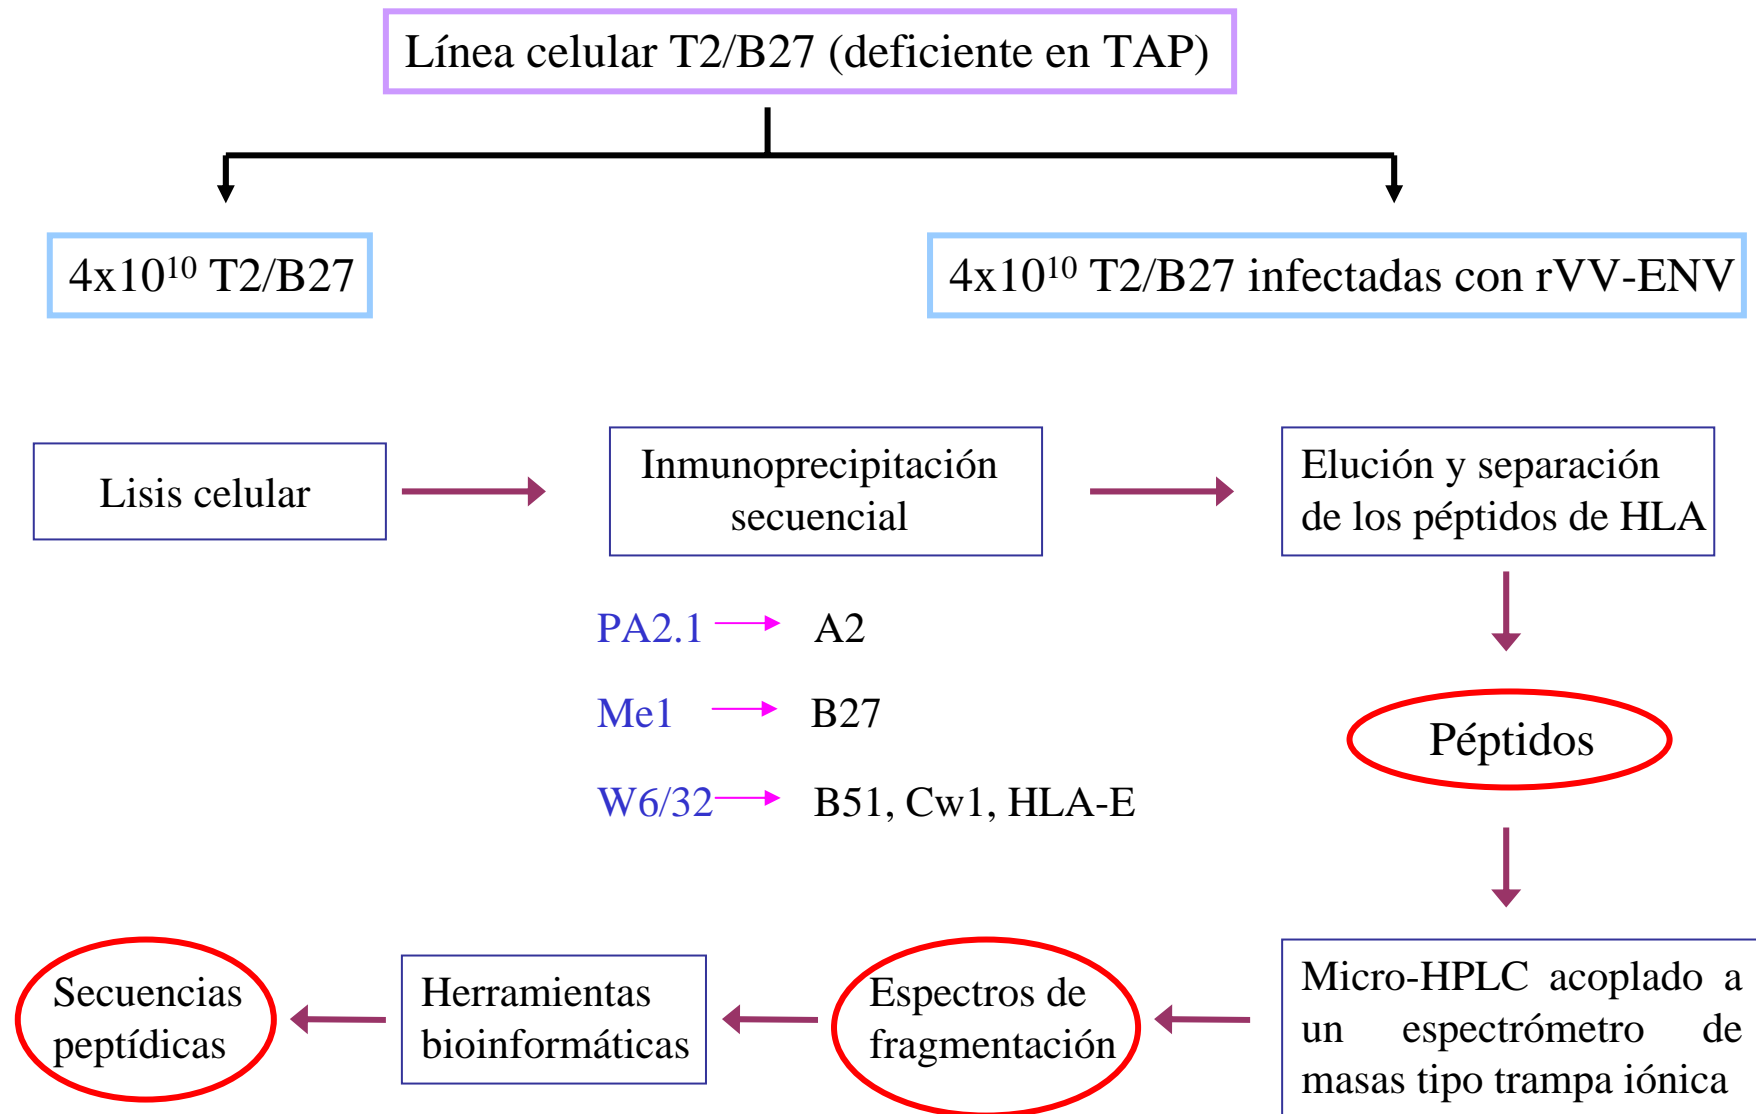 Línea celular T2/B27 (deficiente en TAP)
4x10¹⁰ T2/B27
4x10¹⁰ T2/B27 infectadas con rVV-ENV
Lisis celular
Inmunoprecipitación
secuencial
Elución y separación
de los péptidos de HLA
PA2.1
A2
Me1
B27
W6/32
B51, Cw1, HLA-E
Péptidos
Micro-HPLC acoplado a
un espectrómetro de
masas tipo trampa iónica
Espectros de
fragmentación
Herramientas
bioinformáticas
Secuencias
peptídicas